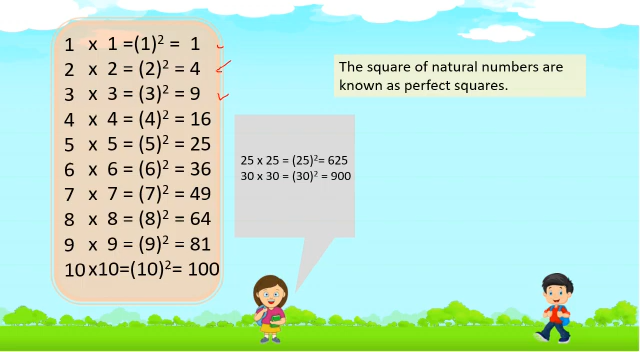 1 x 1 =(1)² = 1
2 x 2 = (2)² = 4
3 x 3 = (3)² = 9
4 x 4 = (4)² = 16
5 x 5 = (5)² = 25
6 x 6 = (6)² = 36
7 x 7 = (7)² = 49
8 x 8 = (8)² = 64
9 x 9 = (9)² = 81
10 x10=(10)²= 100
The square of natural numbers are
known as perfect squares.
25 x 25 = (25)²= 625
30 x 30 = (30)² = 900